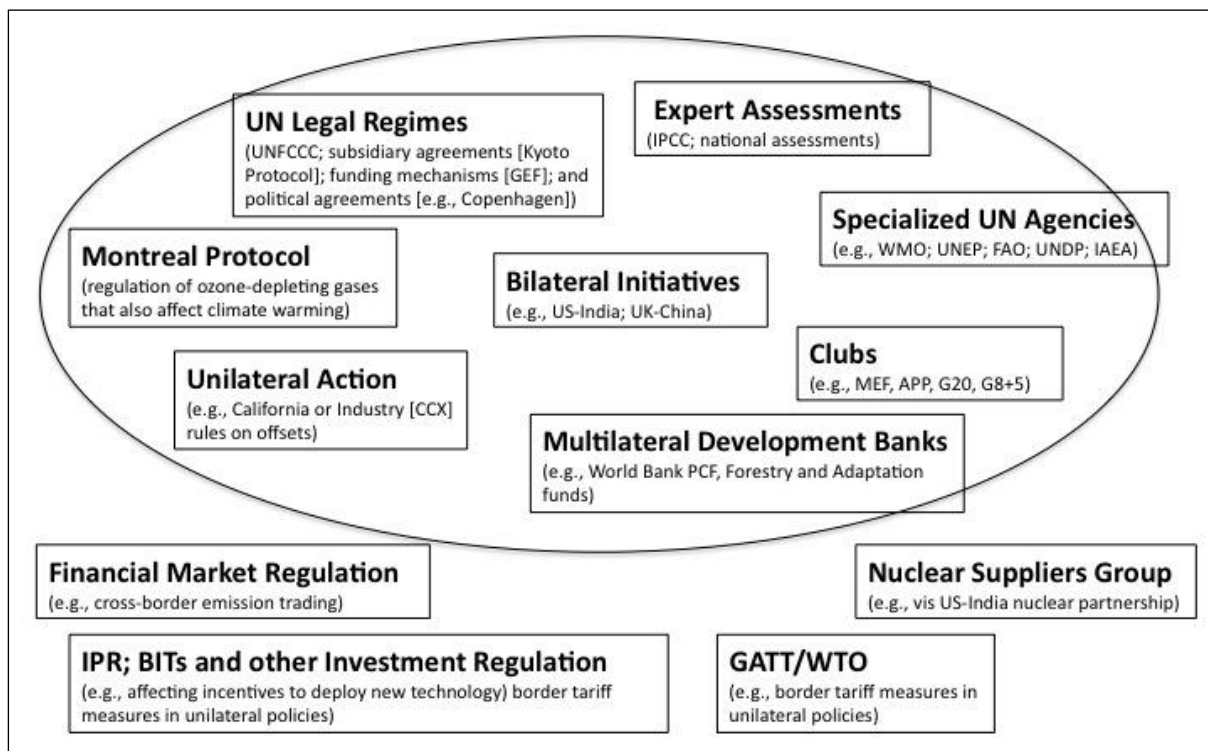 UN Legal Regimes
(UNFCCC; subsidiary agreements [Kyoto
Protocol]; funding mechanisms [GEF]; and
political agreements [e.g., Copenhagen])
Expert Assessments
(IPCC; national assessments)
Specialized UN Agencies
(e.g., WMO; UNEP; FAO; UNDP; IAEA)
Montreal Protocol
(regulation of ozone-depleting gases
that also affect climate warming)
Bilateral Initiatives
(e.g., US-India; UK-China)
Clubs
(e.g., MEF, APP, G20, G8+5)
Unilateral Action
(e.g., California or Industry [CCX]
rules on offsets)
Multilateral Development Banks
(e.g., World Bank PCF, Forestry and Adaptation
funds)
Financial Market Regulation
(e.g., cross-border emission trading)
Nuclear Suppliers Group
(e.g., vis US-India nuclear partnership)
IPR; BITs and other Investment Regulation
(e.g., affecting incentives to deploy new technology) border tariff
measures in unilateral policies)
GATT/WTO
(e.g., border tariff measures in
unilateral policies)